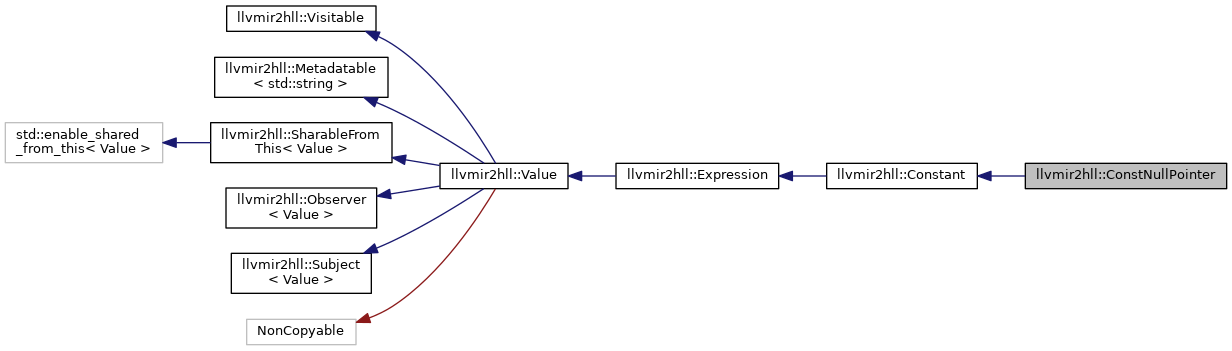 llvmir2hll::Visitable
llvmir2hll::Metadatable
< std::string >
std::enable_shared
_from_this< Value >
llvmir2hll::SharableFrom
This< Value >
llvmir2hll::Value
llvmir2hll::Expression
llvmir2hll::Constant
llvmir2hll::ConstNullPointer
llvmir2hll::Observer
< Value >
llvmir2hll::Subject
< Value >
NonCopyable